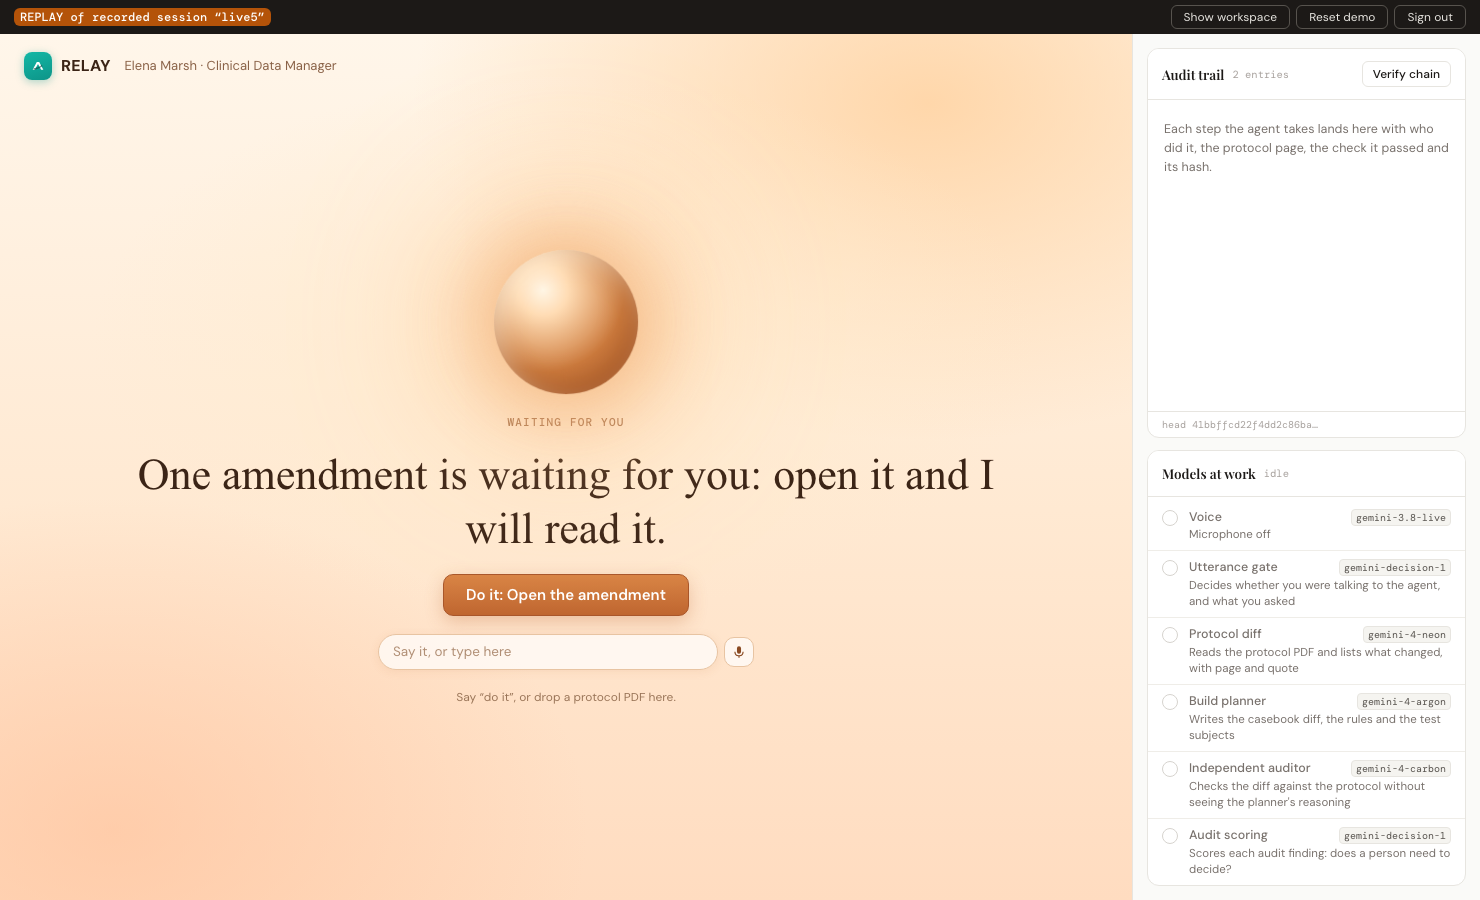 REPLAY of recorded session “live5”
Show workspace
Reset demo
Sign out
RELAY
Elena Marsh · Clinical Data Manager
WAITING FOR YOU
One amendment is waiting for you: open it and I
will read it.
Do it: Open the amendment
Say it, or type here
Say “do it”, or drop a protocol PDF here.
Audit trail
2 entries
Verify chain
Each step the agent takes lands here with who
did it, the protocol page, the check it passed and
its hash.
head 41bbffcd22f4dd2c86ba…
Models at work
idle
Voice
gemini-3.8-live
Microphone off
Utterance gate
gemini-decision-1
Decides whether you were talking to the agent,
and what you asked
Protocol diff
gemini-4-neon
Reads the protocol PDF and lists what changed,
with page and quote
Build planner
gemini-4-argon
Writes the casebook diff, the rules and the test
subjects
Independent auditor
gemini-4-carbon
Checks the diff against the protocol without
seeing the planner's reasoning
Audit scoring
gemini-decision-1
Scores each audit finding: does a person need to
decide?